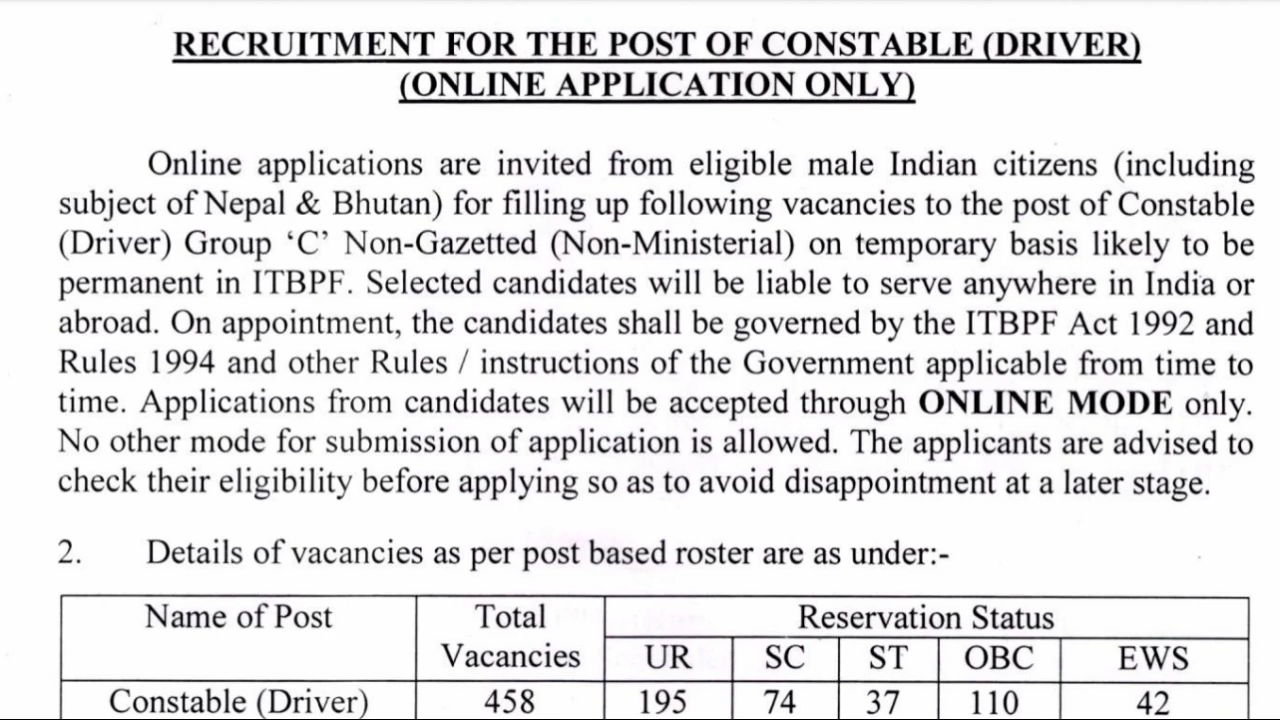 RECRUITMENT FOR THE POST OF CONSTABLE (DRIVER)
(ONLINE APPLICATION ONLY)
Online applications are invited from eligible male Indian citizens (including
subject of Nepal & Bhutan) for filling up following vacancies to the post of Constable
(Driver) Group ‘C’ Non-Gazetted (Non-Ministerial) on temporary basis likely to be
permanent in ITBPF. Selected candidates will be liable to serve anywhere in India or
abroad. On appointment, the candidates shall be governed by the ITBPF Act 1992 and
Rules 1994 and other Rules / instructions of the Government applicable from time to
time. Applications from candidates will be accepted through ONLINE MODE only.
No other mode for submission of application is allowed. The applicants are advised to
check their eligibility before applying so as to avoid disappointment at a later stage.
2. Details of vacancies as per post based roster are as under:-
Name of Post Total Reservation Status
Vacancies UR SC ST OBC EWS
Constable (Driver) 458 195 74 37 110 42